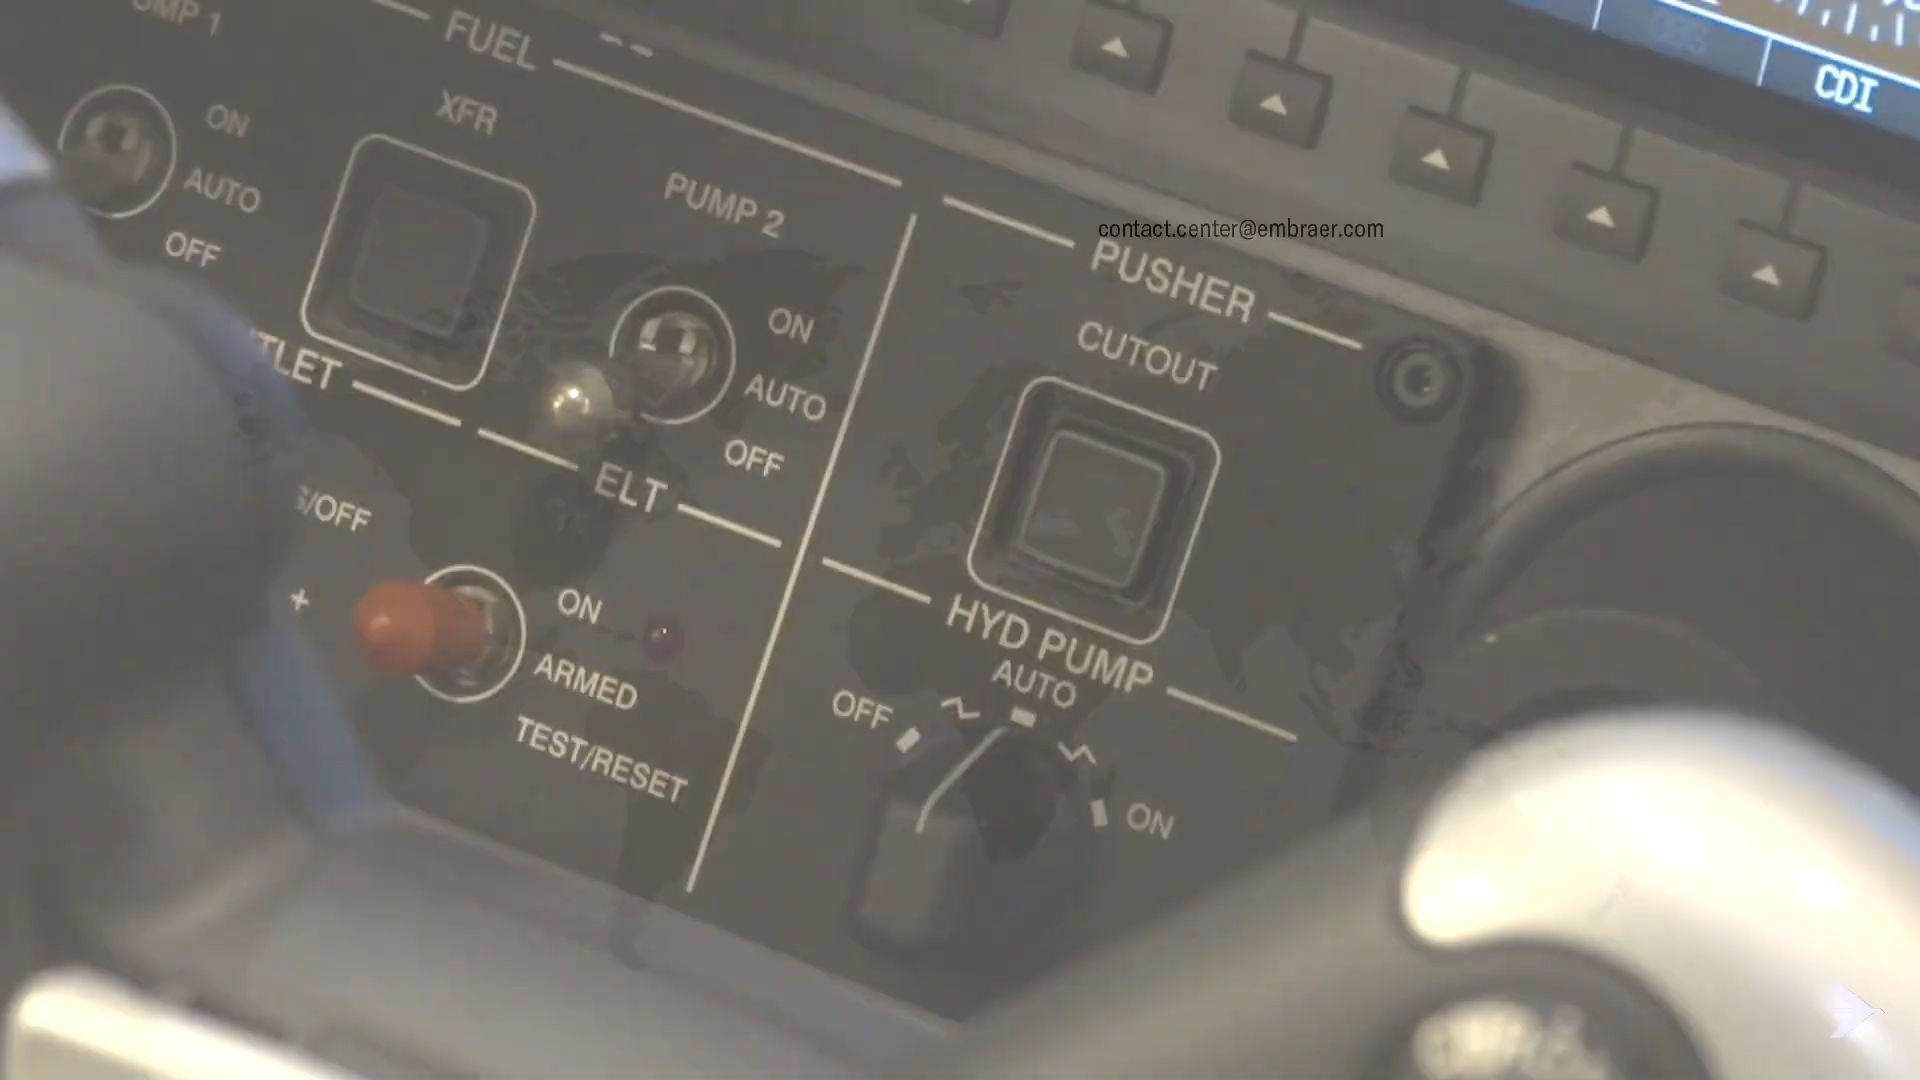 FUEL
XFR
ON
AUTO
OFF
PUMP 2
ON
AUTO
OFF
ELT
/OFF
+
ON
ARMED
TEST/RESET
contact.center@embraer.com
PUSHER
CUTOUT
HYD PUMP
OFF
AUTO
ON
CDI